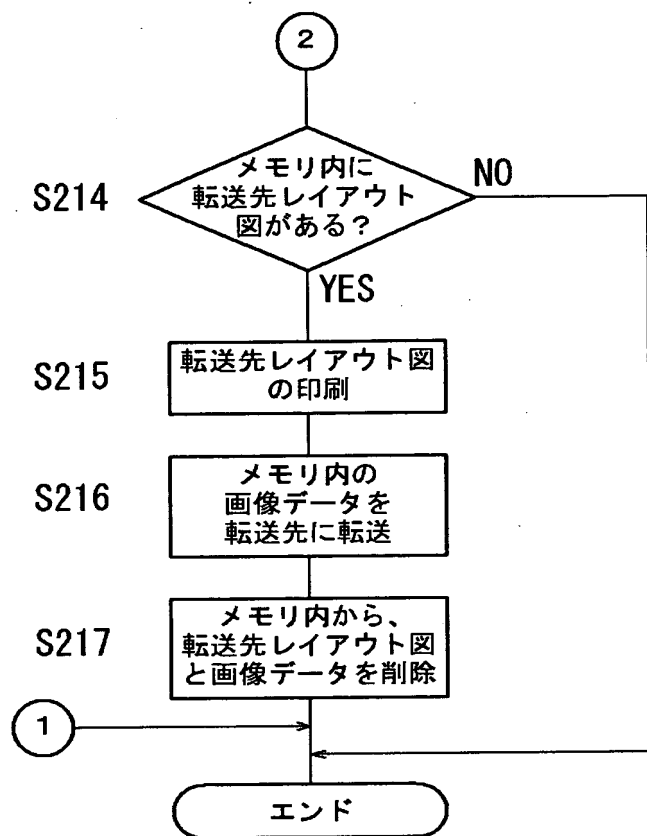 2
S214
メモリ内に
転送先レイアウト
図がある？
NO
YES
S215
転送先レイアウト図
の印刷
S216
メモリ内の
画像データを
転送先に転送
S217
メモリ内から、
転送先レイアウト図
と画像データを削除
1
エンド